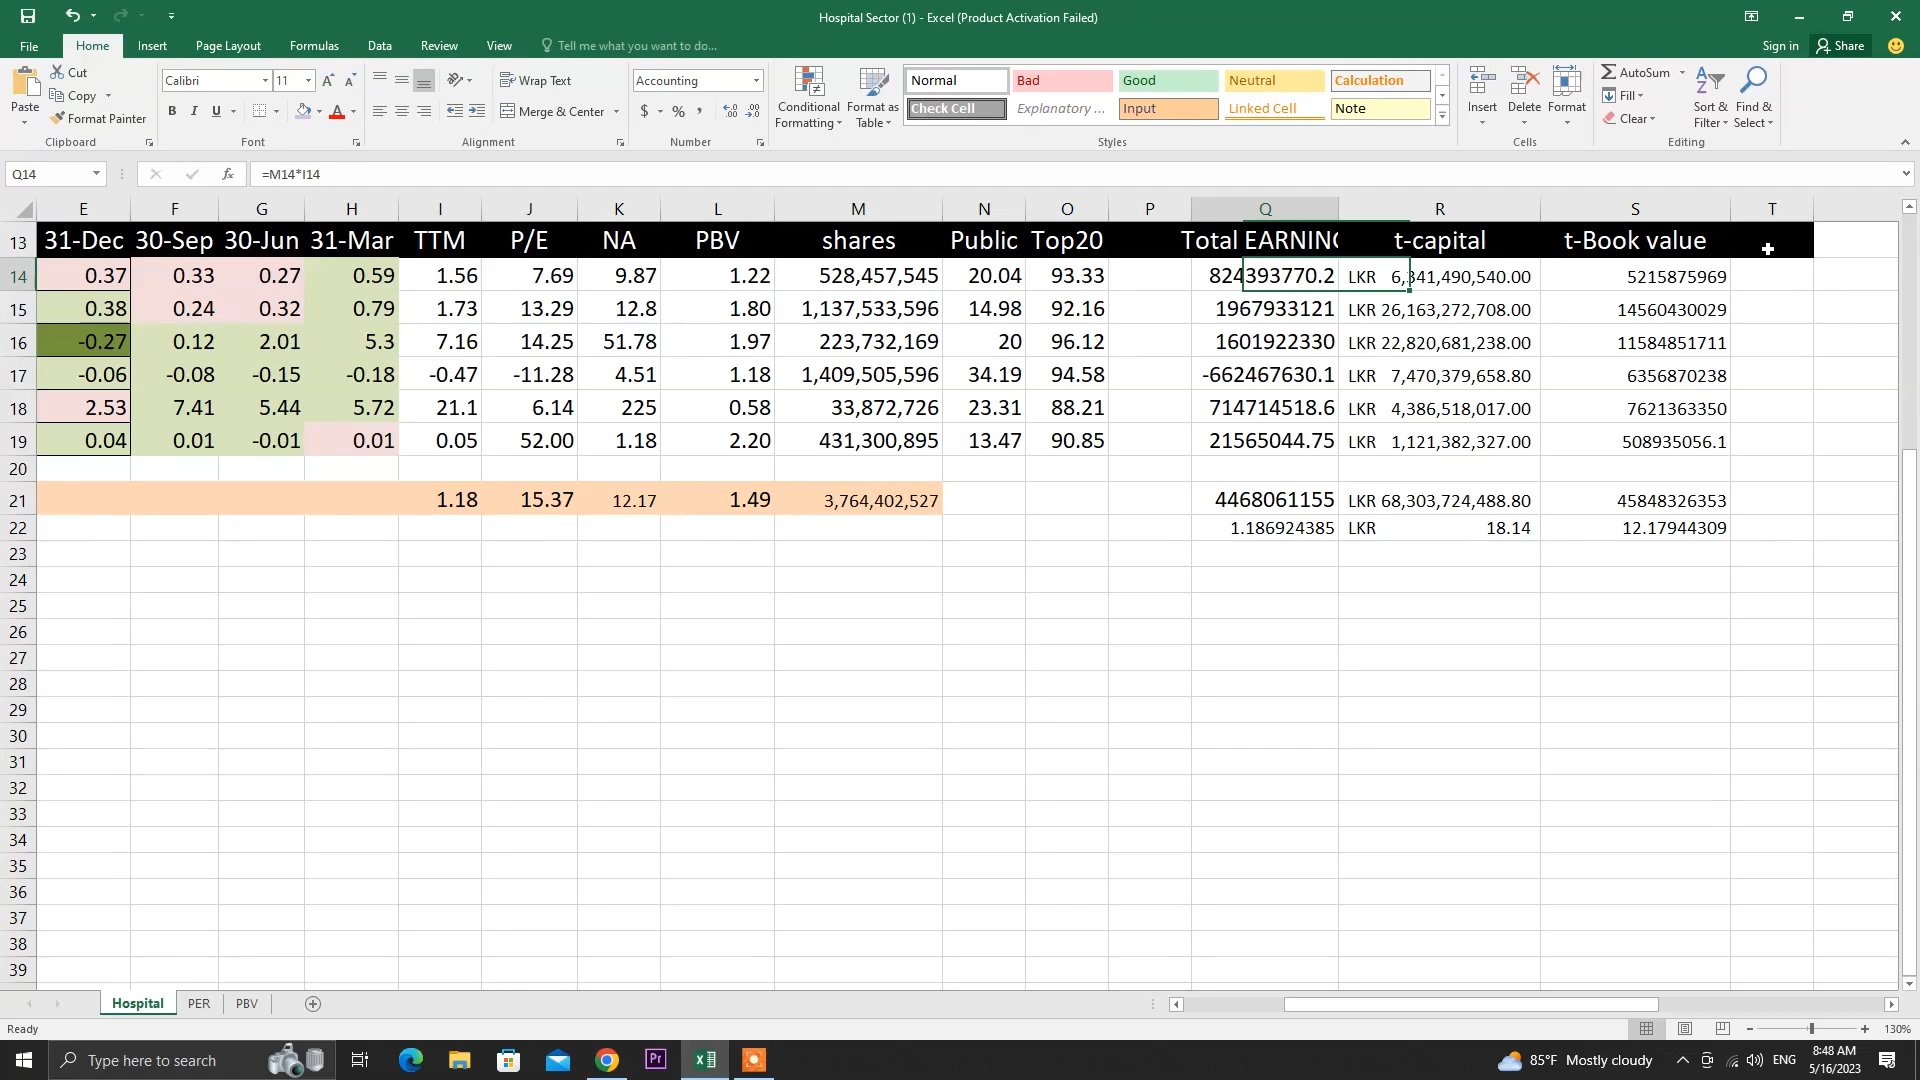 Hospital Sector (1) - Excel (Product Activation Failed)
File Home Insert Page Layout Formulas Data Review View Tell me what you want to do... Sign in Share
Paste Cut Calibri 11 Wrap Text Accounting Conditional Formatting Format as Table Normal Bad Good Neutral Calculation Insert Delete Format AutoSum Sort & Filter Find & Select
Copy B I U Merge & Center $ % Check Cell Explanatory ... Input Linked Cell Note Fill
Format Painter Clear
Clipboard Font Alignment Number Styles Cells Editing
Q14 fx =M14*I14
E F G H I J K L M N O P Q R S T
13 31-Dec 30-Sep 30-Jun 31-Mar TTM P/E NA PBV shares Public Top20 Total EARNING t-capital t-Book value
14 0.37 0.33 0.27 0.59 1.56 7.69 9.87 1.22 528,457,545 20.04 93.33 824393770.2 LKR 6,341,490,540.00 5215875969
15 0.38 0.24 0.32 0.79 1.73 13.29 12.8 1.80 1,137,533,596 14.98 92.16 1967933121 LKR 26,163,272,708.00 14560430029
16 -0.27 0.12 2.01 5.3 7.16 14.25 51.78 1.97 223,732,169 20 96.12 1601922330 LKR 22,820,681,238.00 11584851711
17 -0.06 -0.08 -0.15 -0.18 -0.47 -11.28 4.51 1.18 1,409,505,596 34.19 94.58 -662467630.1 LKR 7,470,379,658.80 6356870238
18 2.53 7.41 5.44 5.72 21.1 6.14 225 0.58 33,872,726 23.31 88.21 714714518.6 LKR 4,386,518,017.00 7621363350
19 0.04 0.01 -0.01 0.01 0.05 52.00 1.18 2.20 431,300,895 13.47 90.85 21565044.75 LKR 1,121,382,327.00 508935056.1
20
21 1.18 15.37 12.17 1.49 3,764,402,527 4468061155 LKR 68,303,724,488.80 45848326353
22 1.186924385 LKR 18.14 12.17944309
23
24
25
26
27
28
29
30
31
32
33
34
35
36
37
38
39
Hospital PER PBV
Ready 130%
Type here to search Pr 85°F Mostly cloudy ENG 8:48 AM
5/16/2023